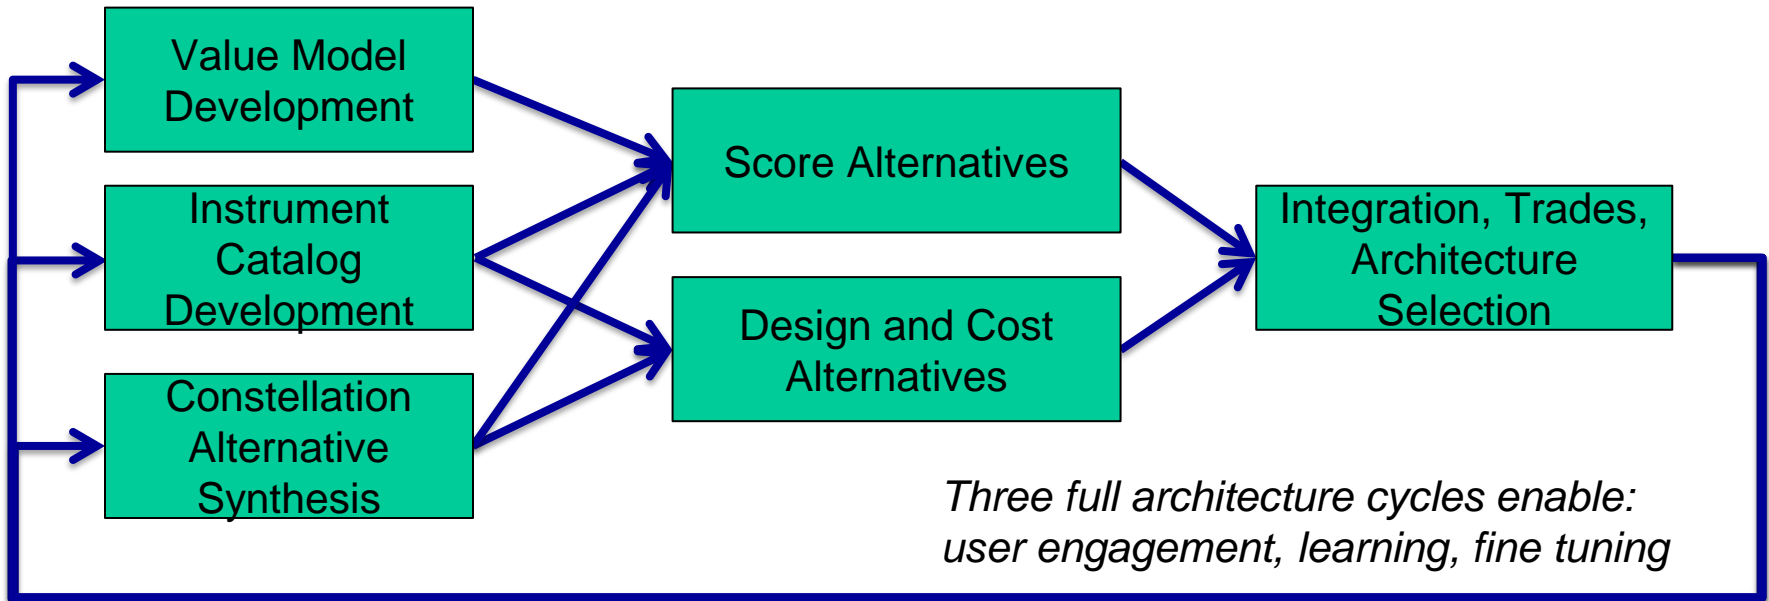 Value Model
Development
Instrument
Catalog
Development
Constellation
Alternative
Synthesis
Score Alternatives
Design and Cost
Alternatives
Integration, Trades,
Architecture
Selection
Three full architecture cycles enable:
user engagement, learning, fine tuning